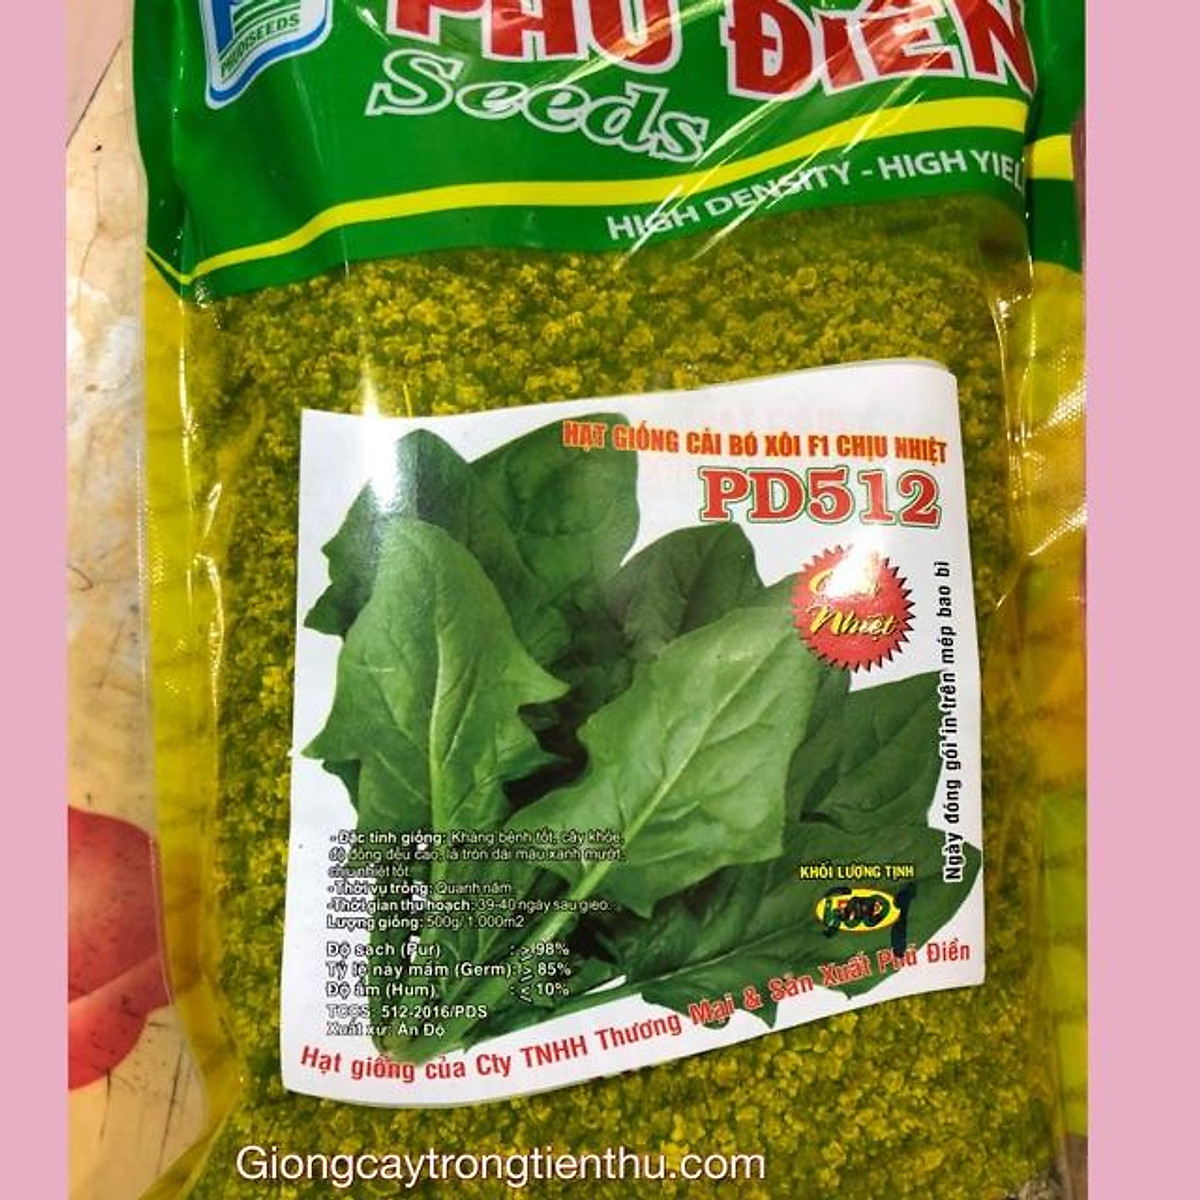 PHUDISEEDS
PHÚ ĐIỀN
Seeds
HIGH DENSITY - HIGH YIEL
HẠT GIỐNG CẢI BÓ XÔI F1 CHỊU NHIỆT
PD512
Nhiệt
Ngày đóng gói in trên mép bao bì
- Đặc tính giống: Kháng bệnh tốt, cây khỏe,
độ đồng đều cao, lá tròn dài màu xanh mướt,
chịu nhiệt tốt.
- Thời vụ trồng: Quanh năm
- Thời gian thu hoạch: 39-40 ngày sau gieo.
Lượng giống: 500g/ 1.000m2
KHỐI LƯỢNG TỊNH
500g
Độ sạch (Pur) : ≥ 98%
Tỷ lệ nảy mầm (Germ): ≥ 85%
Độ ẩm (Hum) : ≤ 10%
TCCS: 512-2016/PDS
Xuất xứ: Ấn Độ
Hạt giống của Cty TNHH Thương Mại & Sản Xuất Phú Điền
Giongcaytrongtienthu.com